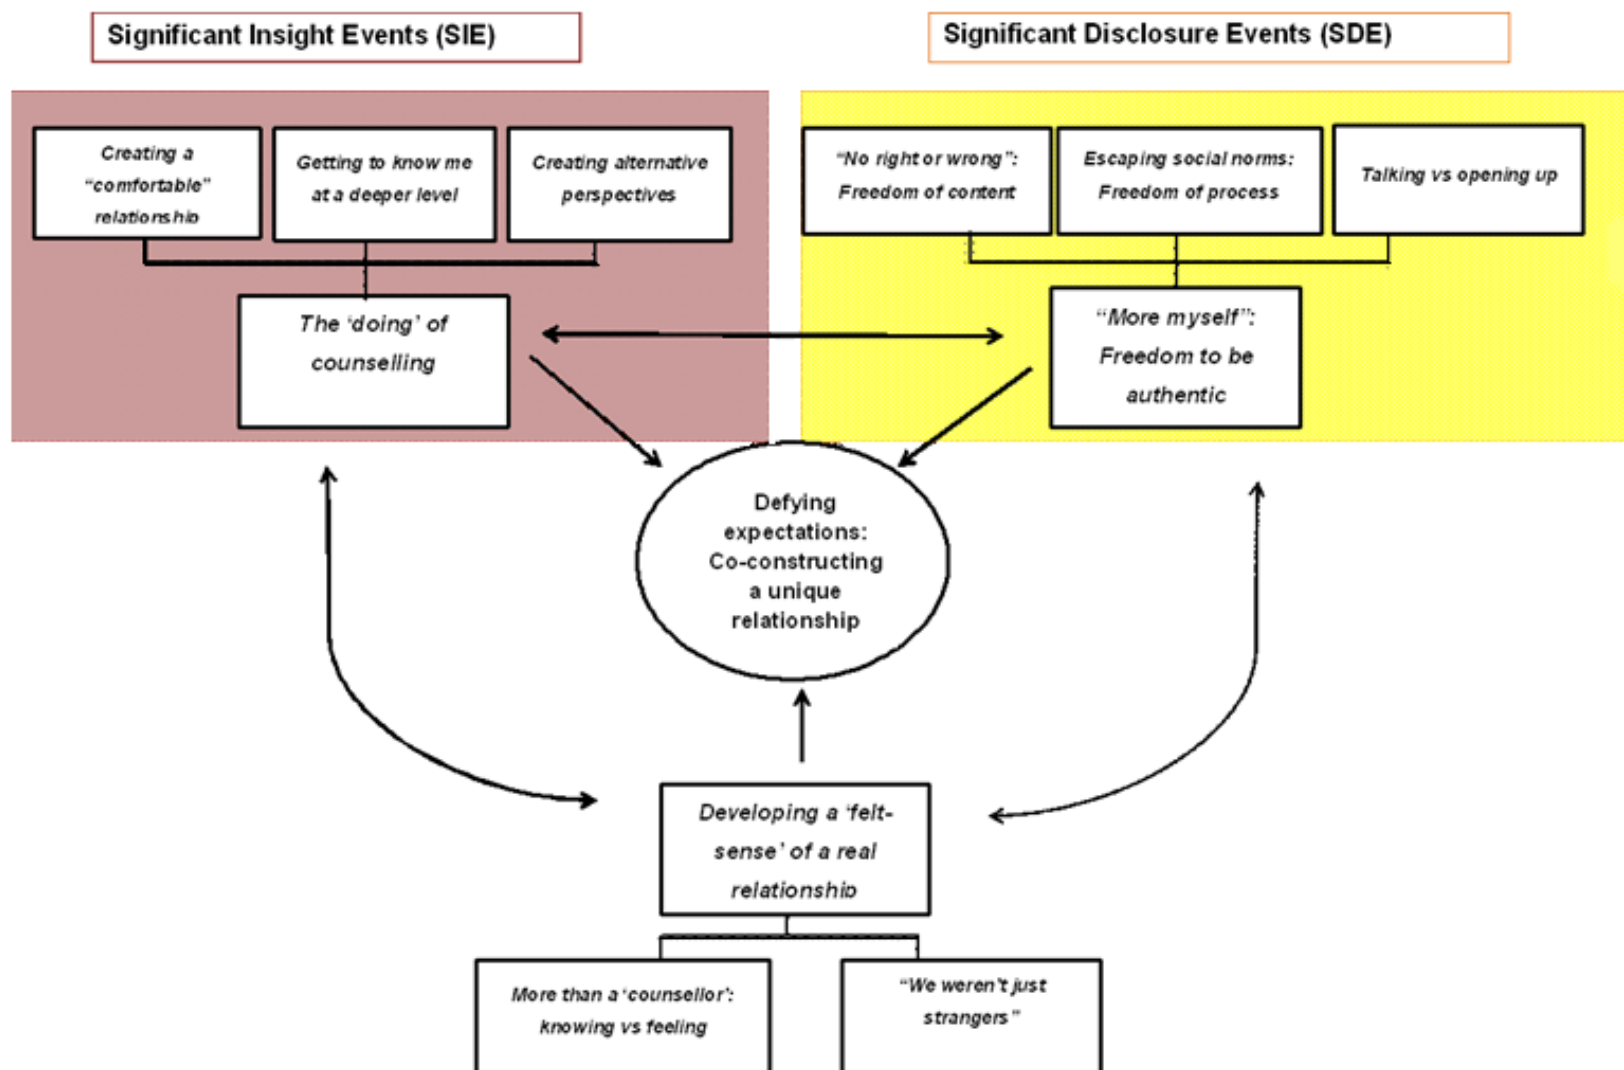 Significant Insight Events (SIE)
Significant Disclosure Events (SDE)
Creating a
“comfortable”
relationship
Getting to know me
at a deeper level
Creating alternative
perspectives
“No right or wrong”:
Freedom of content
Escaping social norms:
Freedom of process
Talking vs opening up
The ‘doing’ of
counselling
“More myself”:
Freedom to be
authentic
Defying
expectations:
Co-constructing
a unique
relationship
Developing a ‘felt-
sense’ of a real
relationship
More than a ‘counsellor’:
knowing vs feeling
“We weren’t just
strangers”